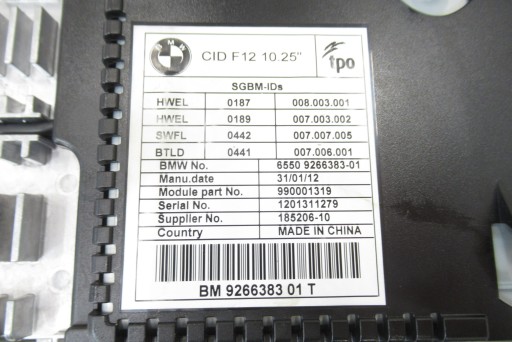 BMW
CID F12 10.25" ipo
SGBM-IDs
HWEL 0187 008.003.001
HWEL 0189 007.003.002
SWFL 0442 007.007.005
BTLD 0441 007.006.001
BMW No. 6550 9266383-01
Manu.date 31/01/12
Module part No. 990001319
Serial No. 1201311279
Supplier No. 185206-10
Country MADE IN CHINA
BM 9266383 01 T